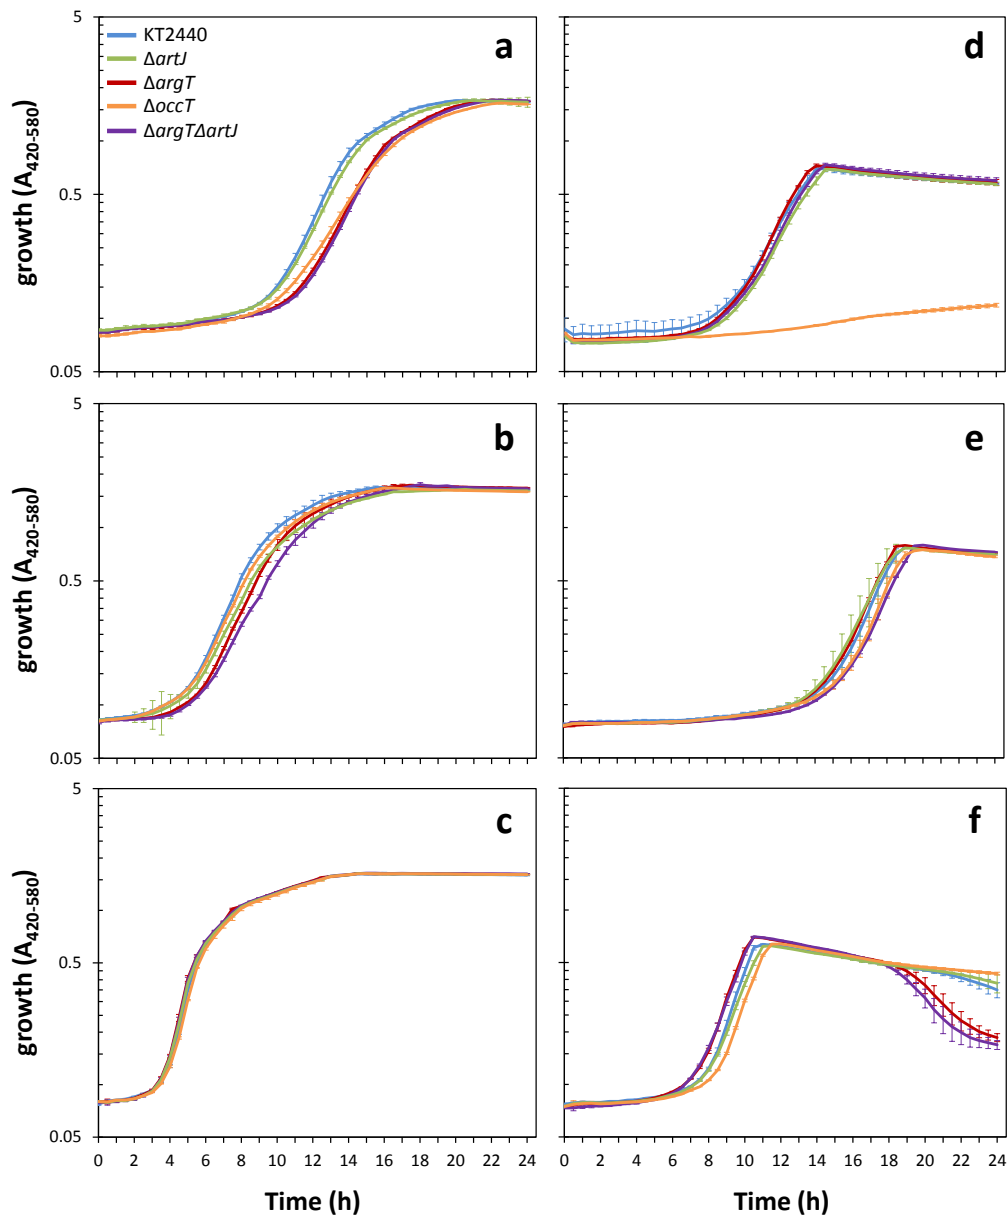 5
0.5
0.05
growth (A420-580)
KT2440
ΔartJ
ΔargT
ΔoccT
ΔargTΔartJ
a
d
5
0.5
0.05
growth (A420-580)
b
e
5
0.5
0.05
growth (A420-580)
c
f
0 2 4 6 8 10 12 14 16 18 20 22 24
0 2 4 6 8 10 12 14 16 18 20 22 24
Time (h)
Time (h)